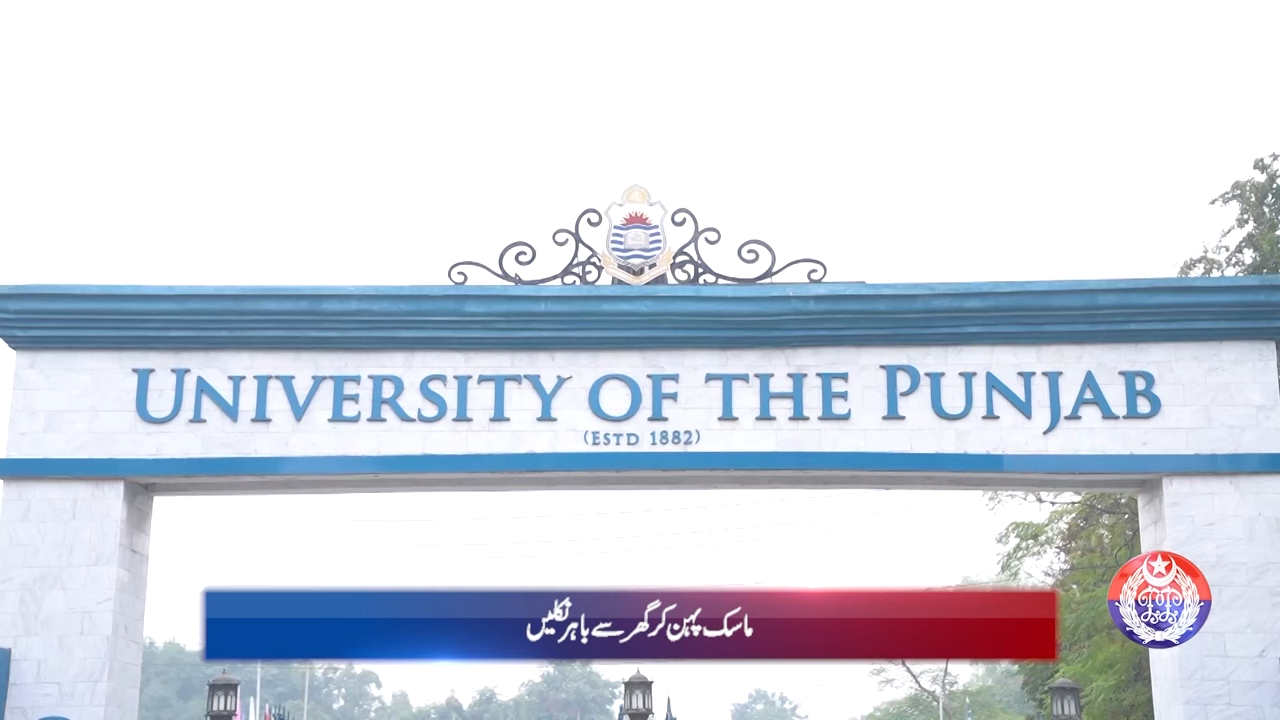 UNIVERSITY OF THE PUNJAB
(ESTD 1882)
ماسک پہن کر گھر سے باہر نکلیں